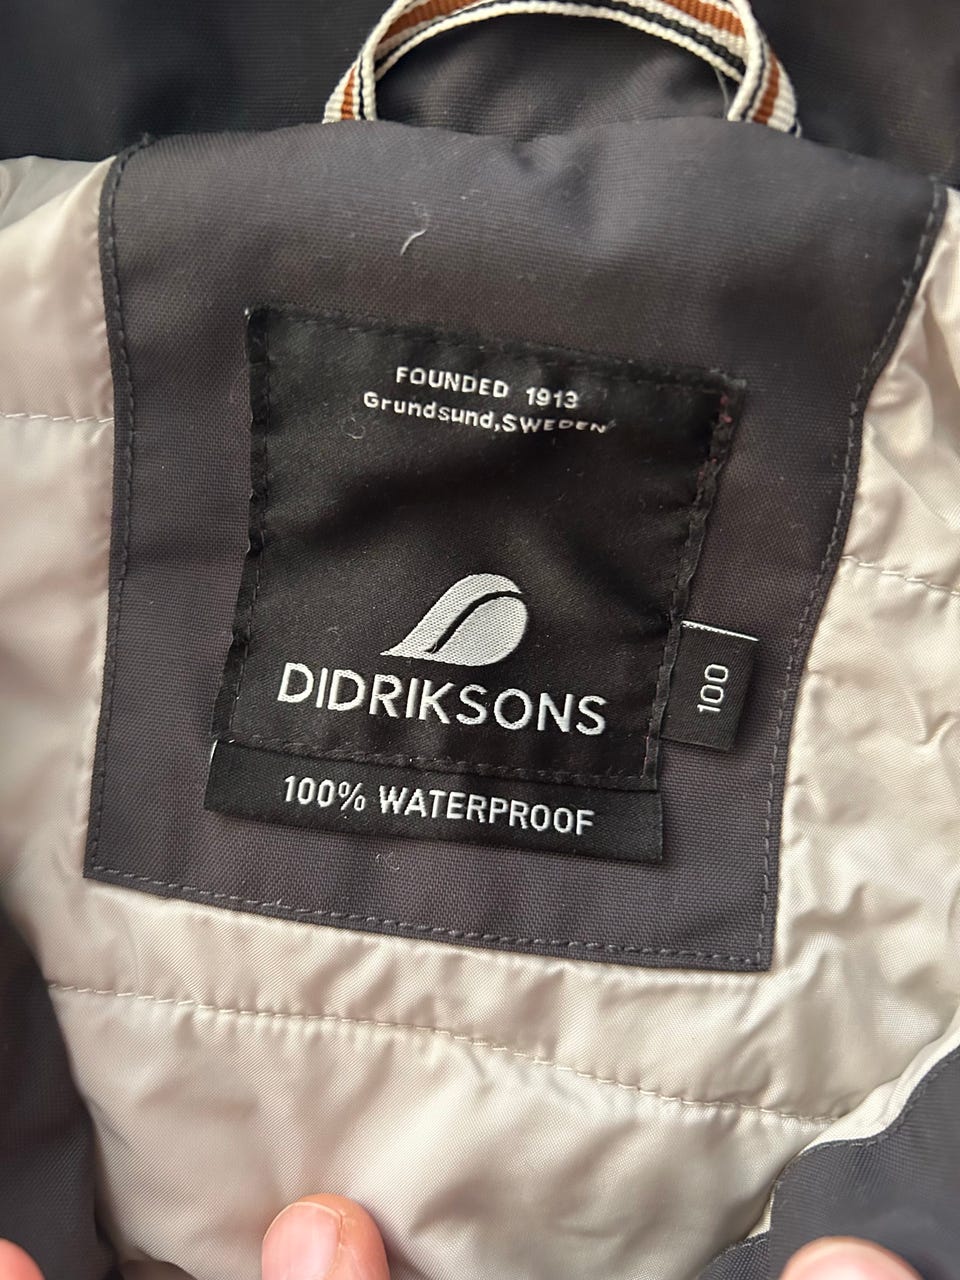 FOUNDED 1913
Grundsund,SWEDEN
DIDRIKSONS
100
100% WATERPROOF